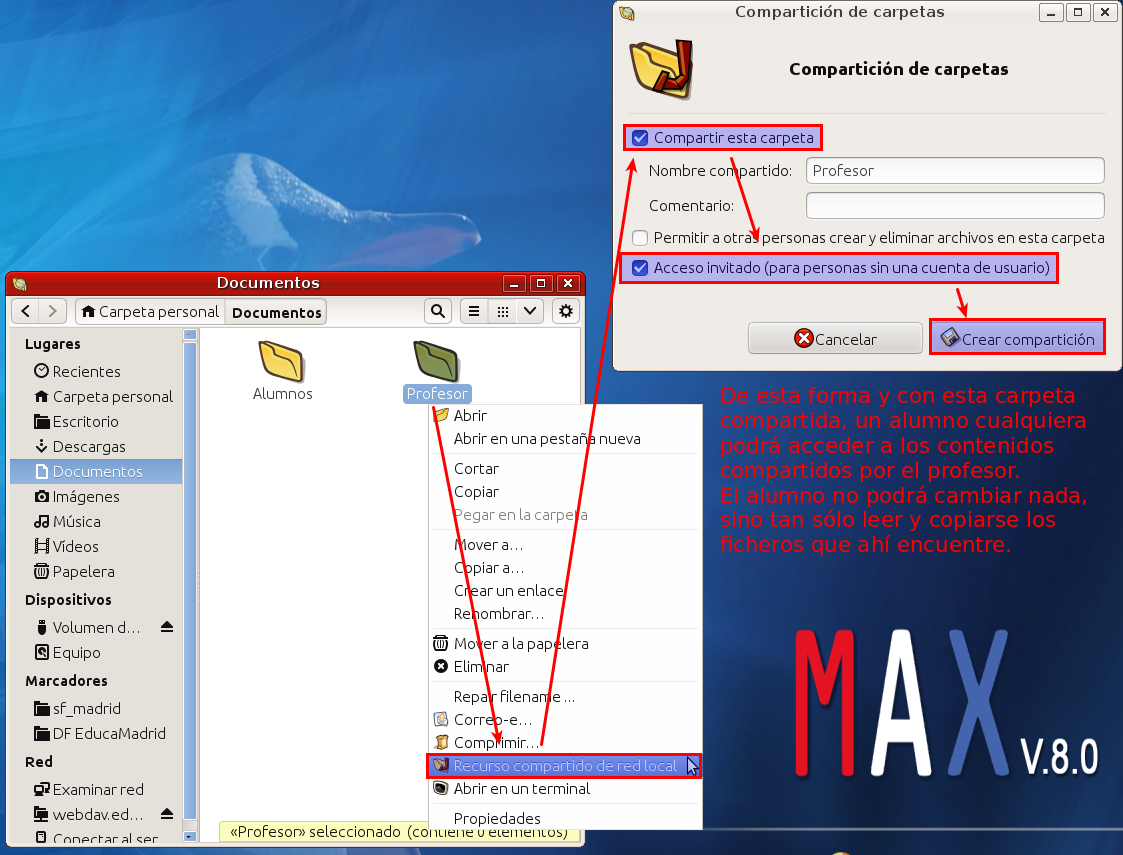 Compartición de carpetas
Compartición de carpetas
Compartir esta carpeta
Nombre compartido: Profesor
Comentario:
Permitir a otras personas crear y eliminar archivos en esta carpeta
Acceso invitado (para personas sin una cuenta de usuario)
Cancelar
Crear compartición
De esta forma y con esta carpeta
compartida, un alumno cualquiera
podrá acceder a los contenidos
compartidos por el profesor.
El alumno no podrá cambiar nada,
sino tan sólo leer y copiarse los
ficheros que ahí encuentre.
Documentos
Carpeta personal Documentos
Lugares
Recientes
Carpeta personal
Escritorio
Descargas
Documentos
Imágenes
Música
Vídeos
Papelera
Dispositivos
Volumen d...
Equipo
Marcadores
sf_madrid
DF EducaMadrid
Red
Examinar red
webdav.ed...
Conectar al ser
Alumnos
Profesor
Abrir
Abrir en una pestaña nueva
Cortar
Copiar
Pegar en la carpeta
Mover a...
Copiar a...
Crear un enlace
Renombrar...
Mover a la papelera
Eliminar
Repair filename ...
Correo-e...
Comprimir...
Recurso compartido de red local
Abrir en un terminal
Propiedades
«Profesor» seleccionado (contiene 0 elementos)
MAX V.8.0